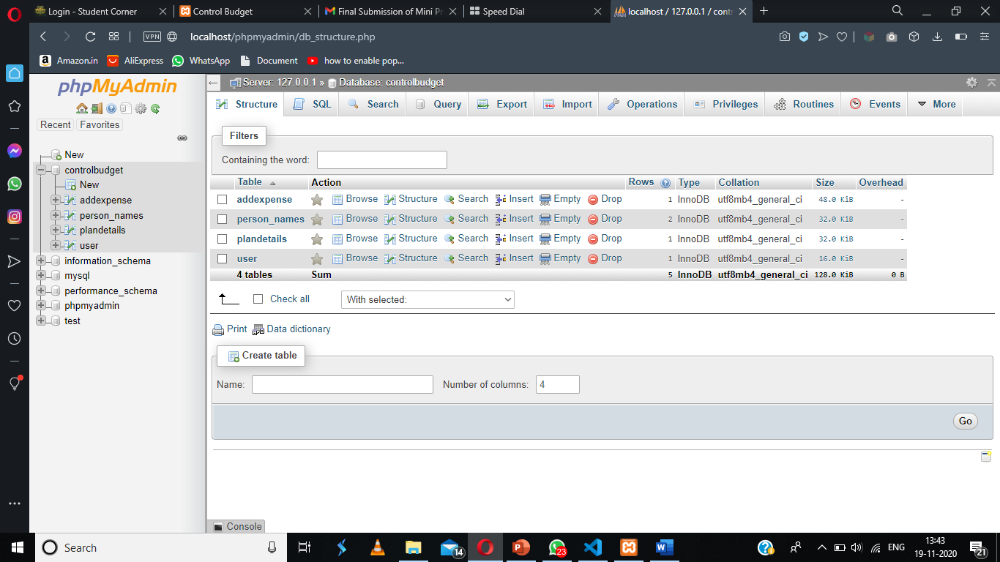 Login - Student Corner
Control Budget
Final Submission of Mini Pr
Speed Dial
localhost / 127.0.0.1 / cont
VPN
localhost/phpmyadmin/db_structure.php
Amazon.in
AliExpress
WhatsApp
Document
how to enable pop...
phpMyAdmin
Recent
Favorites
New
controlbudget
New
addexpense
person_names
plandetails
user
information_schema
mysql
performance_schema
phpmyadmin
test
Server: 127.0.0.1 » Database: controlbudget
Structure SQL Search Query Export Import Operations Privileges Routines Events More
Filters
Containing the word:
Table Action Rows Type Collation Size Overhead
addexpense Browse Structure Search Insert Empty Drop 1 InnoDB utf8mb4_general_ci 48.0 KiB -
person_names Browse Structure Search Insert Empty Drop 2 InnoDB utf8mb4_general_ci 32.0 KiB -
plandetails Browse Structure Search Insert Empty Drop 1 InnoDB utf8mb4_general_ci 32.0 KiB -
user Browse Structure Search Insert Empty Drop 1 InnoDB utf8mb4_general_ci 16.0 KiB -
4 tables Sum 5 InnoDB utf8mb4_general_ci 128.0 KiB 0 B
Check all With selected:
Print Data dictionary
Create table
Name: Number of columns: 4
Go
Console
Search
14
23
ENG
13:43
19-11-2020
21